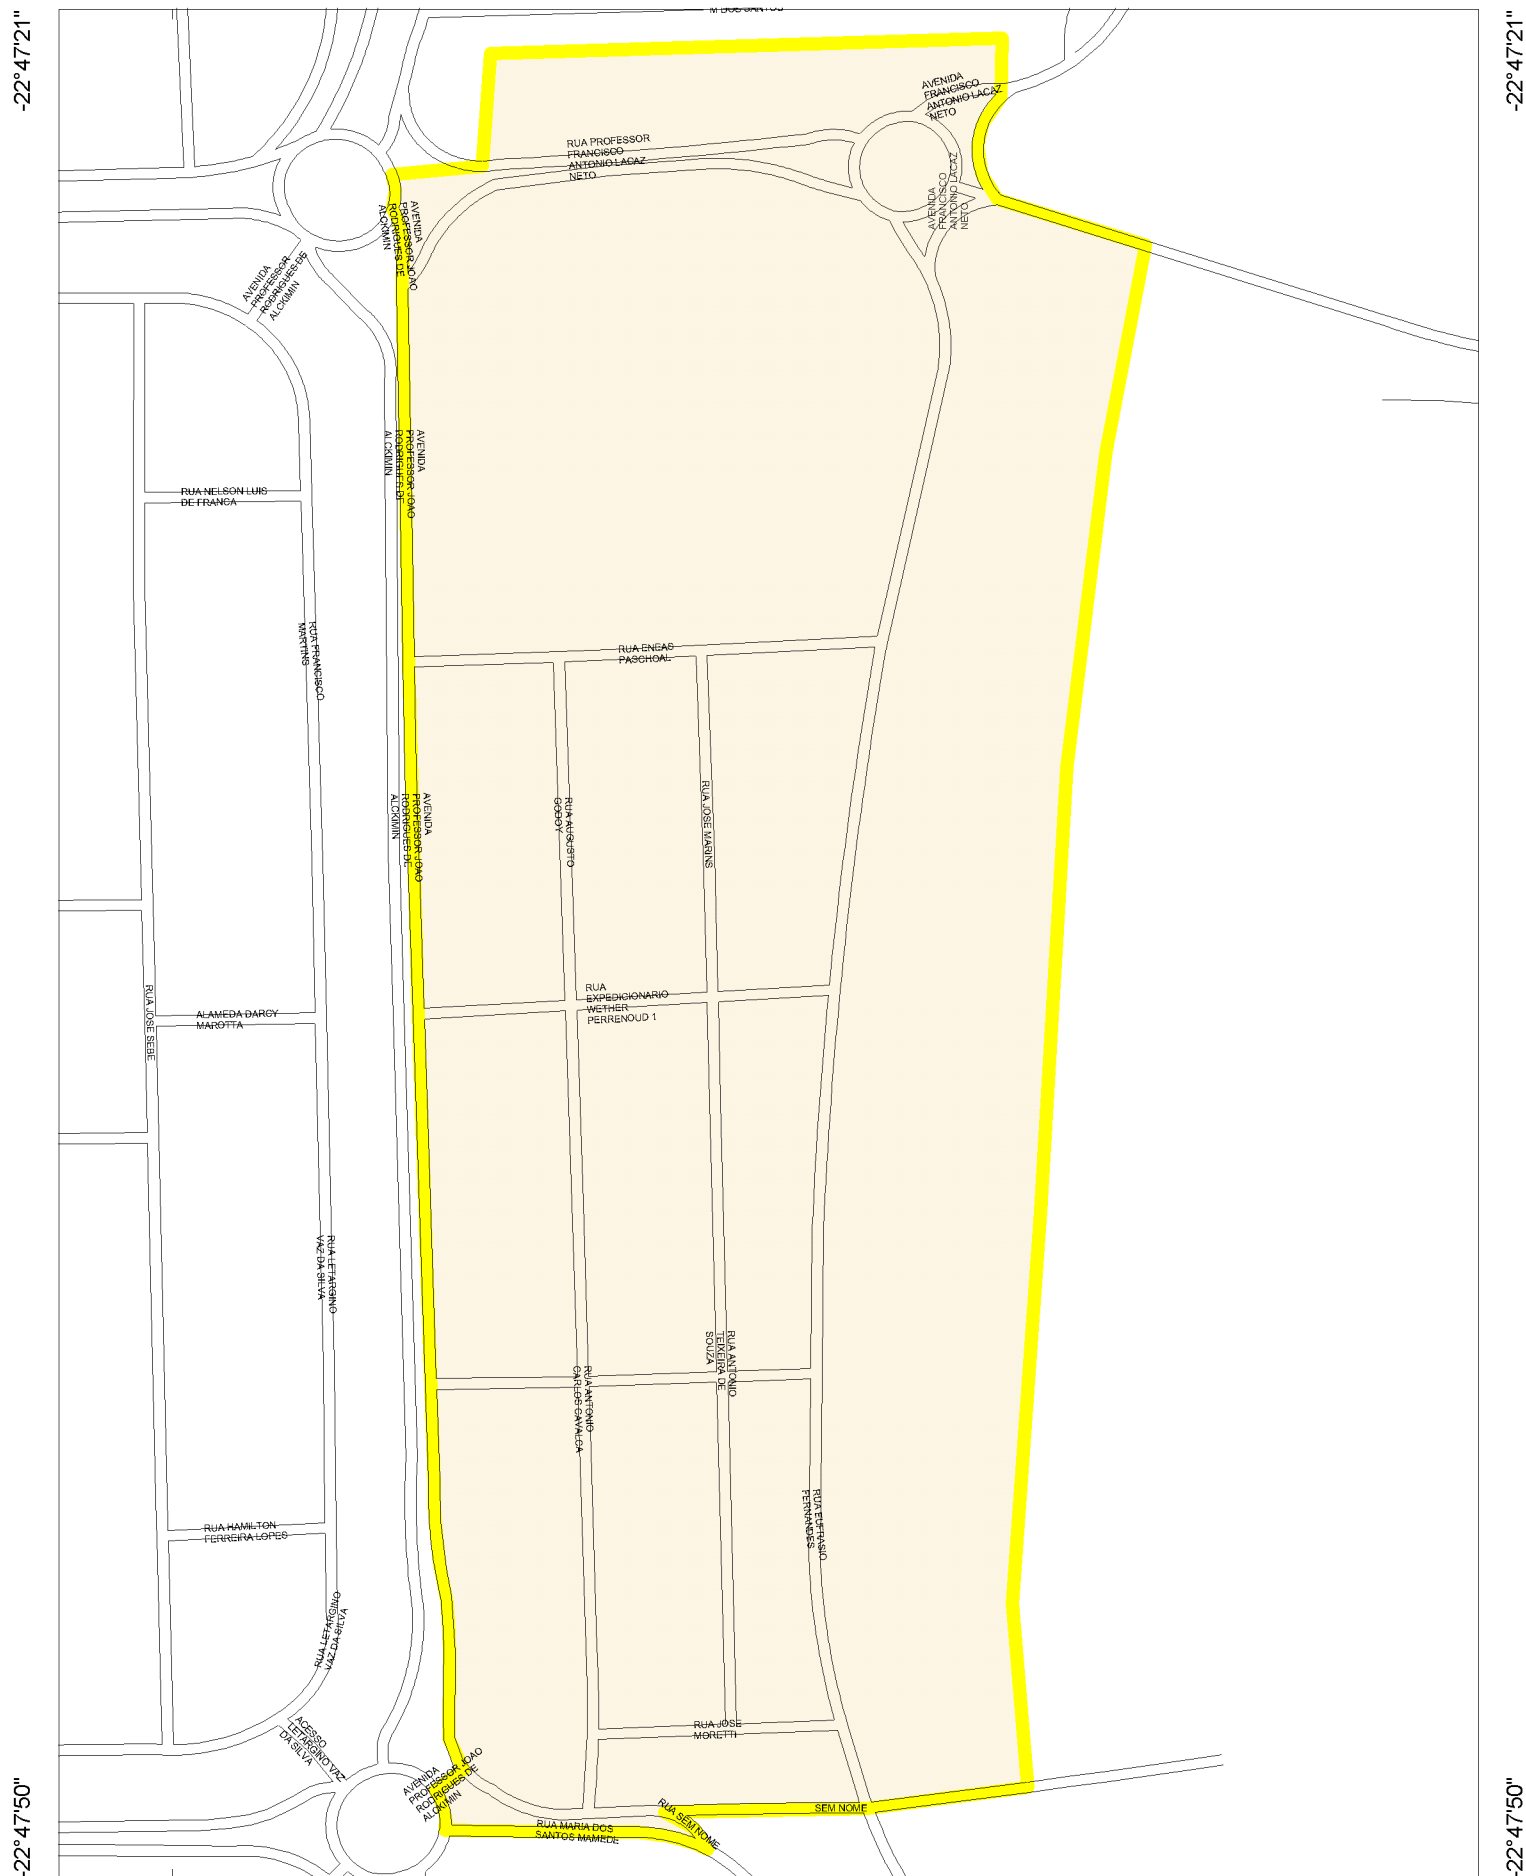 -22°47'21"
-22°47'21"
AVENIDA
FRANCISCO
ANTONIO LACAZ
NETO
RUA PROFESSOR
FRANCISCO
ANTONIO LACAZ
NETO
AVENIDA
FRANCISCO
ANTONIO LACAZ
NETO
AVENIDA
PROFESSOR JOAO
RODRIGUES DE
ALCKIMIN
AVENIDA
PROFESSOR
RODRIGUES DE
ALCKIMIN
AVENIDA
PROFESSOR JOAO
RODRIGUES DE
ALCKIMIN
RUA NELSON LUIS
DE FRANCA
RUA FRANCISCO
MARTINS
RUA ENEAS
PASCHOAL
AVENIDA
PROFESSOR JOAO
RODRIGUES DE
ALCKIMIN
RUA AUGUSTO
GODOY
RUA JOSE MARINS
RUA
EXPEDICIONARIO
WETHER
PERRENOUD 1
RUA JOSE SEBE
ALAMEDA DARCY
MAROTTA
RUA LETARGINO
VAZ DA SILVA
RUA ANTONIO
TEIXEIRA DE
SOUZA
RUA ANTONIO
CARLOS CAVALCA
RUA EUFRASIO
FERNANDES
RUA HAMILTON
FERREIRA LOPES
RUA LETARGINO
VAZ DA SILVA
RUA JOSE
MORETTI
ACESSO
LETARGINO VAZ
DA SILVA
AVENIDA
PROFESSOR JOAO
RODRIGUES DE
ALCKIMIN
RUA SEM NOME
SEM NOME
RUA MARIA DOS
SANTOS MAMEDE
-22°47'50"
-22°47'50"